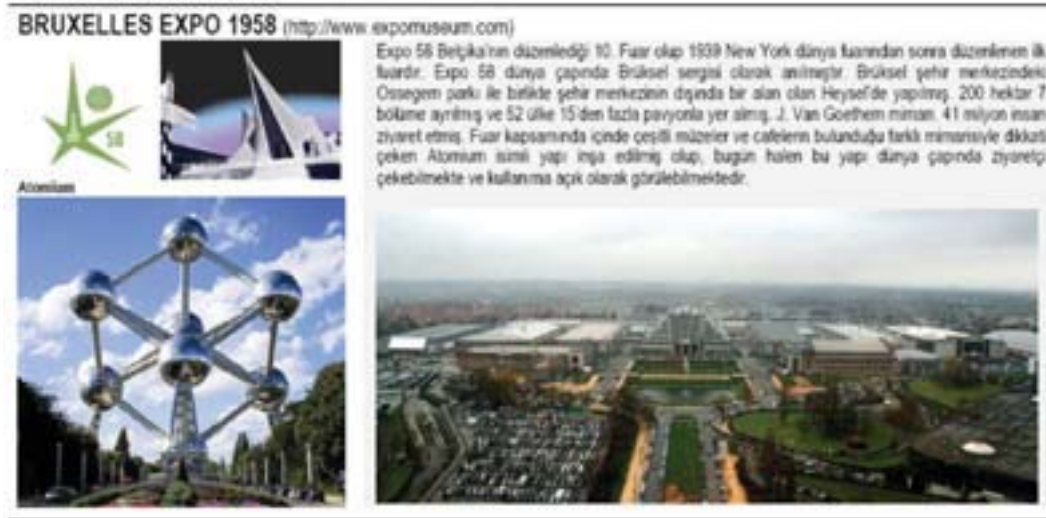 BRUXELLES EXPO 1958 (http://www.expomuseum.com)
Expo 58 Belçika'nın düzenlediği 10. Fuar olup 1939 New York dünya fuarından sonra düzenlenen ilk
fuardır. Expo 58 dünya çapında Brüksel sergisi olarak anılmıştır. Brüksel şehir merkezindeki
Ossegem parkı ile birlikte şehir merkezinin dışında bir alan olan Heysel'de yapılmış. 200 hektar 7
bölüme ayrılmış ve 52 ülke 15'den fazla pavyonla yer almış. J. Van Goethem mimarı. 41 milyon insan
ziyaret etmiş. Fuar kapsamında içinde çeşitli müzeler ve cafelerin bulunduğu farklı mimarisiyle dikkati
çeken Atomium isimli yapı inşa edilmiş olup, bugün halen bu yapı dünya çapında ziyaretçi
çekebilmekte ve kullanıma açık olarak görülebilmektedir.
58
Atomium